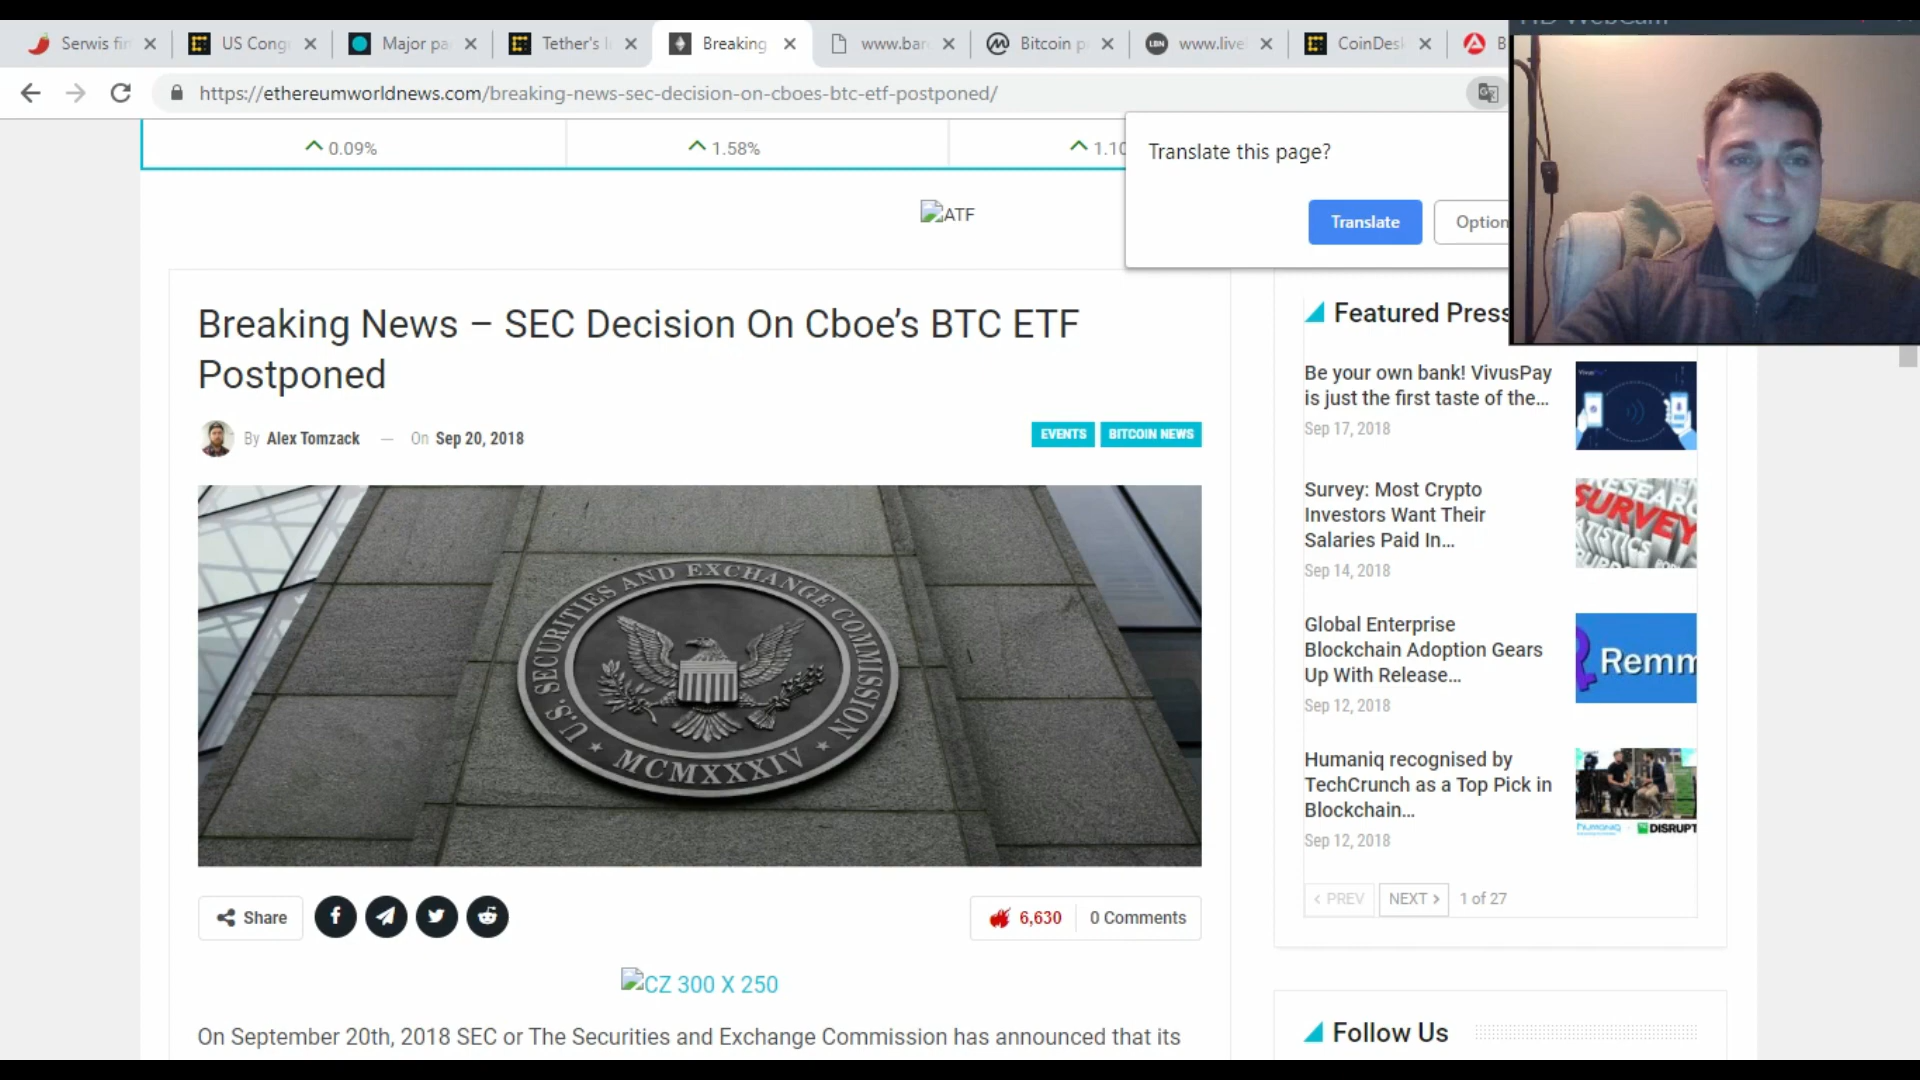 HD WebCam
Serwis fir
US Cong
Major pa
Tether's I
Breaking
www.bar
Bitcoin p
www.live
CoinDes
B
https://ethereumworldnews.com/breaking-news-sec-decision-on-cboes-btc-etf-postponed/
0.09%
1.58%
1.10
Translate this page?
Translate
Option
ATF
Breaking News – SEC Decision On Cboe’s BTC ETF
Postponed
By Alex Tomzack — On Sep 20, 2018
EVENTS
BITCOIN NEWS
U.S. SECURITIES AND EXCHANGE COMMISSION
MCMXXXIV
Share
6,630
0 Comments
CZ 300 X 250
On September 20th, 2018 SEC or The Securities and Exchange Commission has announced that its
Featured Press
Be your own bank! VivusPay
is just the first taste of the...
Sep 17, 2018
Survey: Most Crypto
Investors Want Their
Salaries Paid In...
Sep 14, 2018
RESEARC
SURVEY
Global Enterprise
Blockchain Adoption Gears
Up With Release...
Sep 12, 2018
Remm
Humaniq recognised by
TechCrunch as a Top Pick in
Blockchain...
Sep 12, 2018
humaniq
DISRUPT
PREV
NEXT
1 of 27
Follow Us